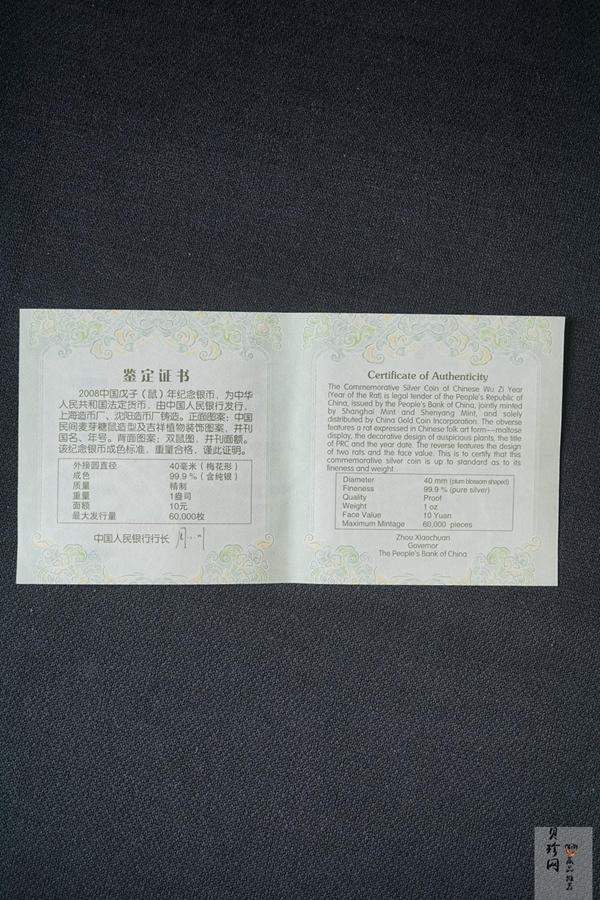 鉴定证书
2008中国戊子（鼠）年纪念银币，为中华
人民共和国法定货币，由中国人民银行发行，
上海造币厂、沈阳造币厂铸造。正面图案：中国
民间麦芽糖鼠造型及吉祥植物装饰图案，并刊
国名、年号。背面图案：双鼠图，并刊面额。
该纪念银币成色标准，重量合格，谨此证明。
外接圆直径 40毫米（梅花形）
成色 99.9%（含纯银）
质量 精制
重量 1盎司
面额 10元
最大发行量 60,000枚
中国人民银行行长
Certificate of Authenticity
The Commemorative Silver Coin of Chinese Wu Zi Year
(Year of the Rat) is legal tender of the People's Republic of
China, issued by the People's Bank of China, jointly minted
by Shanghai Mint and Shenyang Mint, and solely
distributed by China Gold Coin Incorporation. The obverse
features a rat expressed in Chinese folk art form---maltose
display, the decorative design of auspicious plants, the title
of PRC and the year date. The reverse features the design
of two rats and the face value. This is to certify that this
commemorative silver coin is up to standard as to its
fineness and weight.
Diameter 40 mm (plum blossom shaped)
Fineness 99.9 % (pure silver)
Quality Proof
Weight 1 oz
Face Value 10 Yuan
Maximum Mintage 60,000 pieces
Zhou Xiaochuan
Governor
The People's Bank of China
贝珍网
藏品推荐